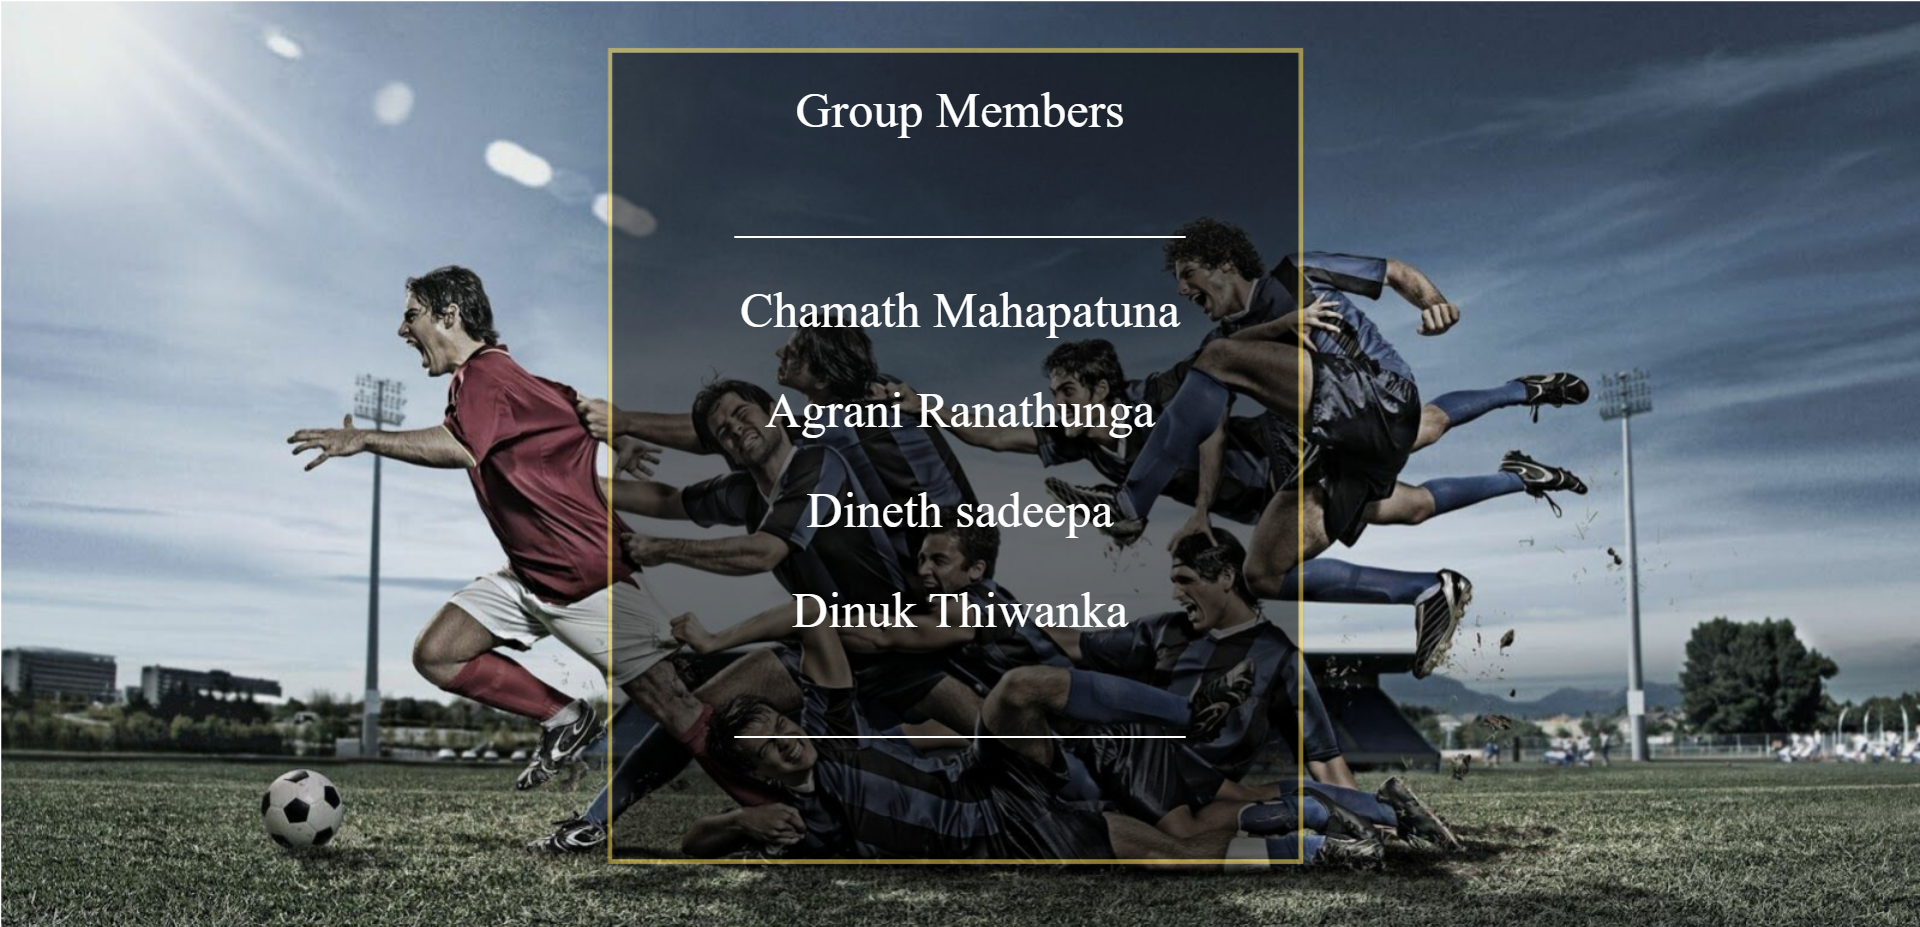 Group Members
Chamath Mahapatuna
Agrani Ranathunga
Dineth sadeepa
Dinuk Thiwanka